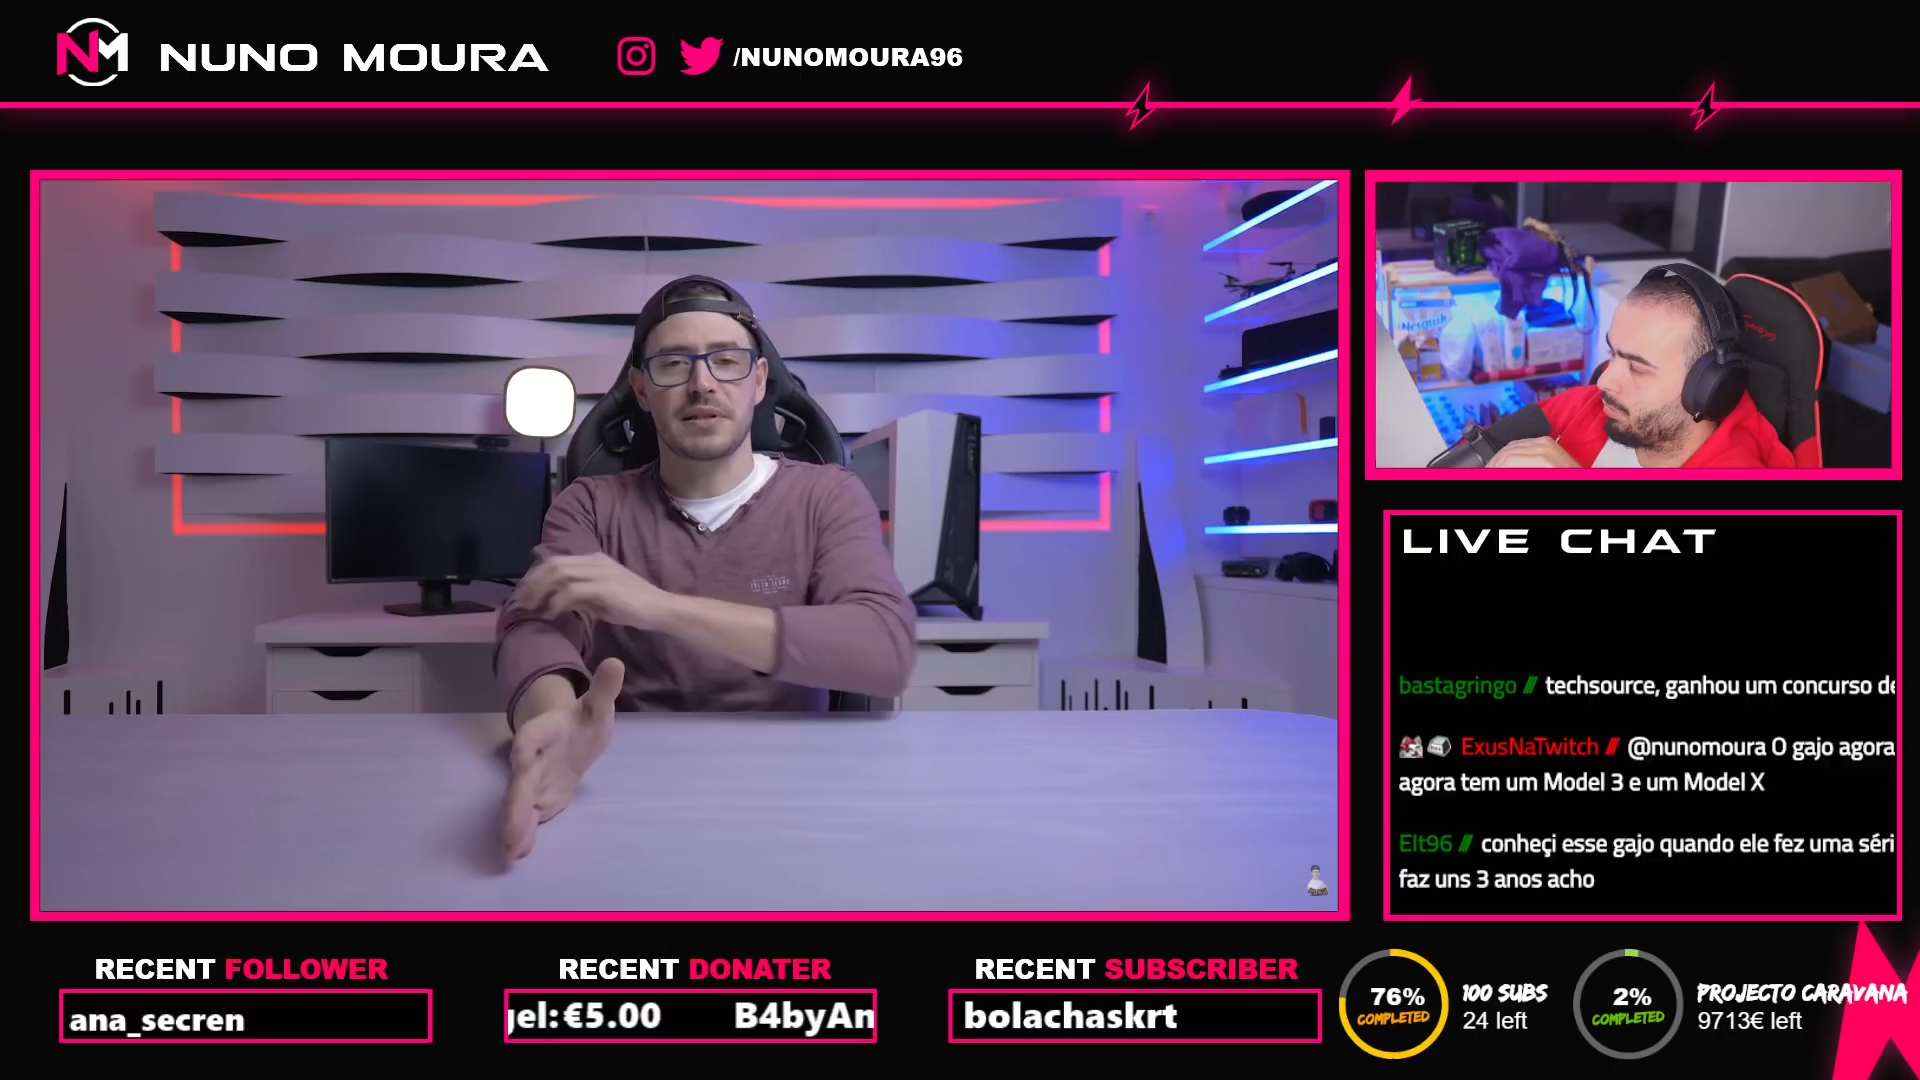 NM NUNO MOURA /NUNOMOURA96
Nesquik
LIVE CHAT
bastagringo // techsource, ganhou um concurso de
ExusNaTwitch // @nunomoura O gajo agora
agora tem um Model 3 e um Model X
Elt96 // conheçi esse gajo quando ele fez uma séri
faz uns 3 anos acho
RECENT FOLLOWER
ana_secren
RECENT DONATER
gel: €5.00 B4byAn
RECENT SUBSCRIBER
bolachaskrt
76%
COMPLETED
100 SUBS
24 left
2%
COMPLETED
PROJECTO CARAVANA
9713€ left